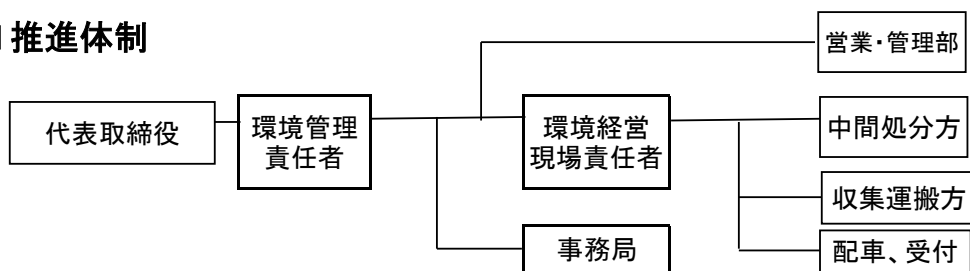 推進体制
営業・管理部
代表取締役
環境管理
責任者
環境経営
現場責任者
中間処分方
収集運搬方
事務局
配車、受付